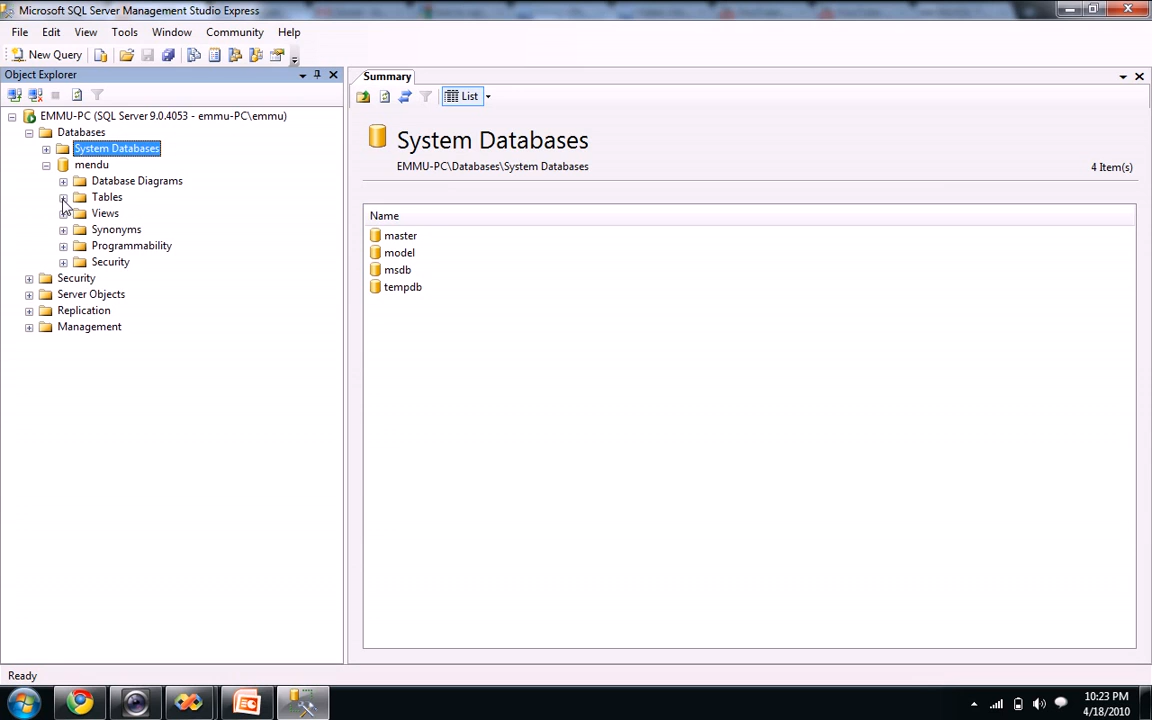 Microsoft SQL Server Management Studio Express
File Edit View Tools Window Community Help
New Query
Object Explorer
Summary
List
EMMU-PC (SQL Server 9.0.4053 - emmu-PC\emmu)
Databases
System Databases
mendu
Database Diagrams
Tables
Views
Synonyms
Programmability
Security
Security
Server Objects
Replication
Management
System Databases
EMMU-PC\Databases\System Databases
4 Item(s)
Name
master
model
msdb
tempdb
Ready
10:23 PM
4/18/2010